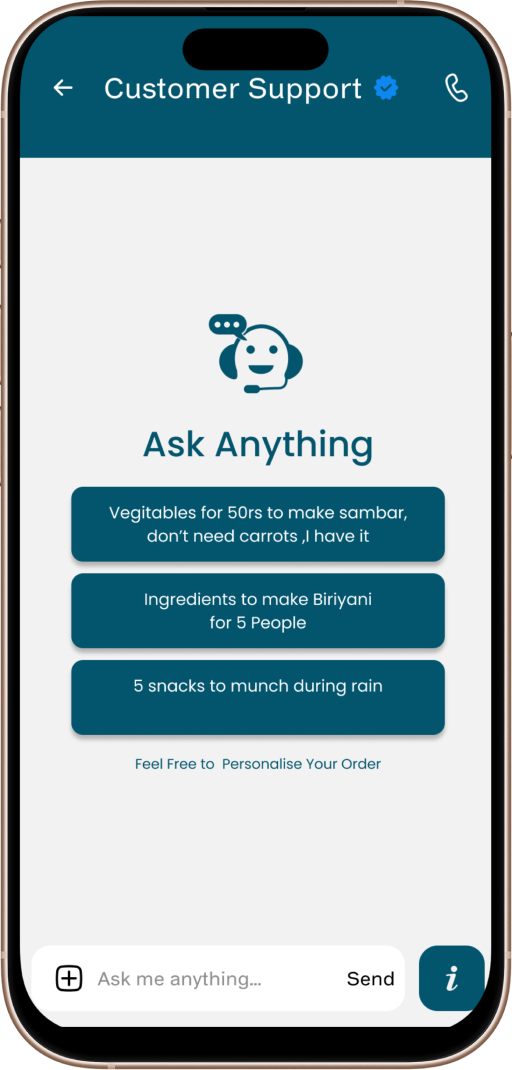 Customer Support
Ask Anything
Vegitables for 50rs to make sambar,
don't need carrots ,I have it
Ingredients to make Biriyani
for 5 People
5 snacks to munch during rain
Feel Free to  Personalise Your Order
Ask me anything... Send
i